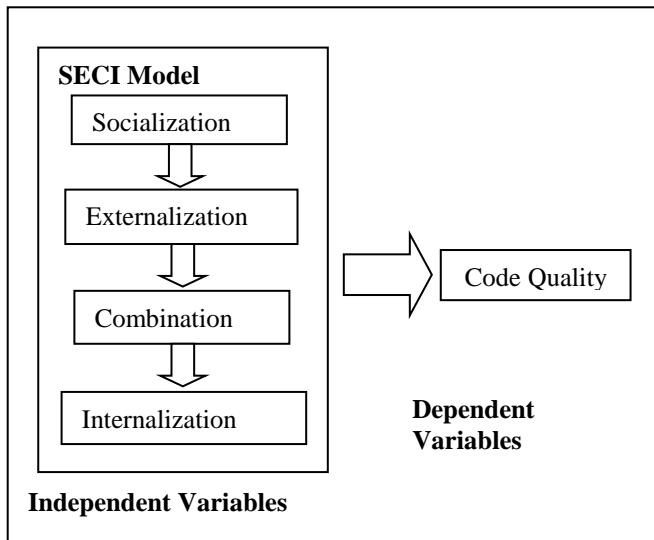 SECI Model
Socialization
Externalization
Combination
Internalization
Code Quality
Dependent
Variables
Independent Variables